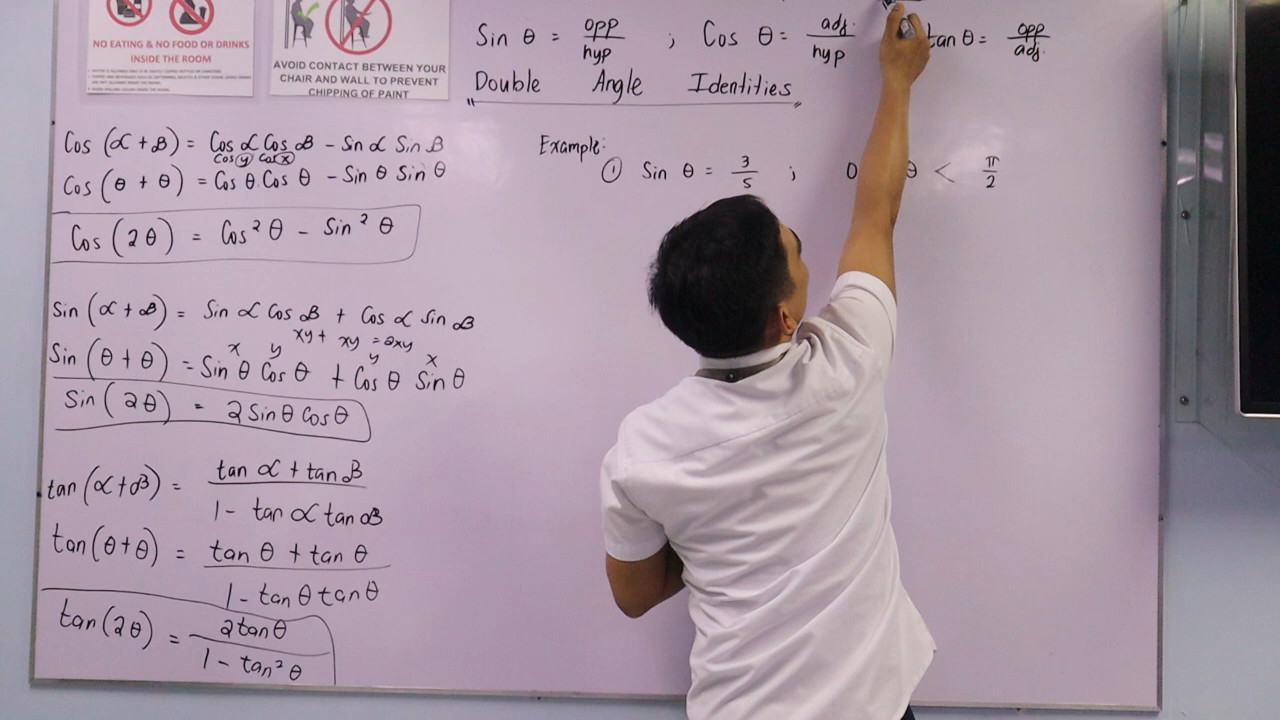 NO EATING & NO FOOD OR DRINKS
INSIDE THE ROOM
AVOID CONTACT BETWEEN YOUR
CHAIR AND WALL TO PREVENT
CHIPPING OF PAINT
Sin θ = opp/hyp ; Cos θ = adj./hyp tan θ = opp/adj.
"Double Angle Identities"
Cos (α + β) = Cos α Cos β - Sin α Sin β
Cos y Cos x
Cos (θ + θ) = Cos θ Cos θ - Sin θ Sin θ
Cos (2θ) = Cos² θ - Sin² θ
Sin (α + β) = Sin α Cos β + Cos α Sin β
xy + xy = 2xy
x y y x
Sin (θ + θ) = Sin θ Cos θ + Cos θ Sin θ
Sin (2θ) = 2 Sin θ Cos θ
tan (α + β) = tan α + tan β / 1 - tan α tan β
tan (θ + θ) = tan θ + tan θ / 1 - tan θ tan θ
tan (2θ) = 2 tan θ / 1 - tan² θ
Example:
① Sin θ = 3/5 ; 0 θ < π/2